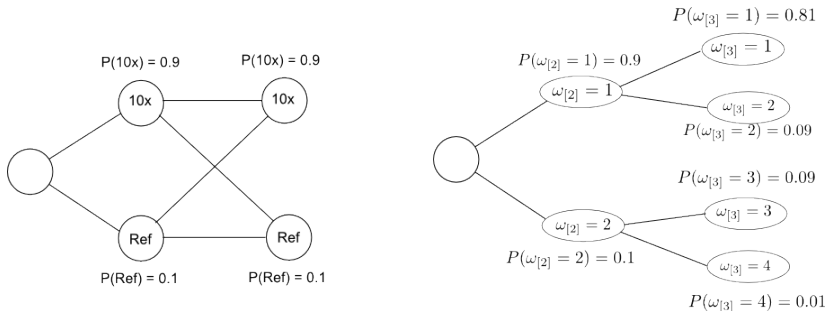 P(10x) = 0.9
P(10x) = 0.9
10x
10x
Ref
Ref
P(Ref) = 0.1
P(Ref) = 0.1
P(ω[3] = 1) = 0.81
ω[3] = 1
P(ω[2] = 1) = 0.9
ω[2] = 1
ω[3] = 2
P(ω[3] = 2) = 0.09
P(ω[3] = 3) = 0.09
ω[3] = 3
ω[2] = 2
P(ω[2] = 2) = 0.1
ω[3] = 4
P(ω[3] = 4) = 0.01